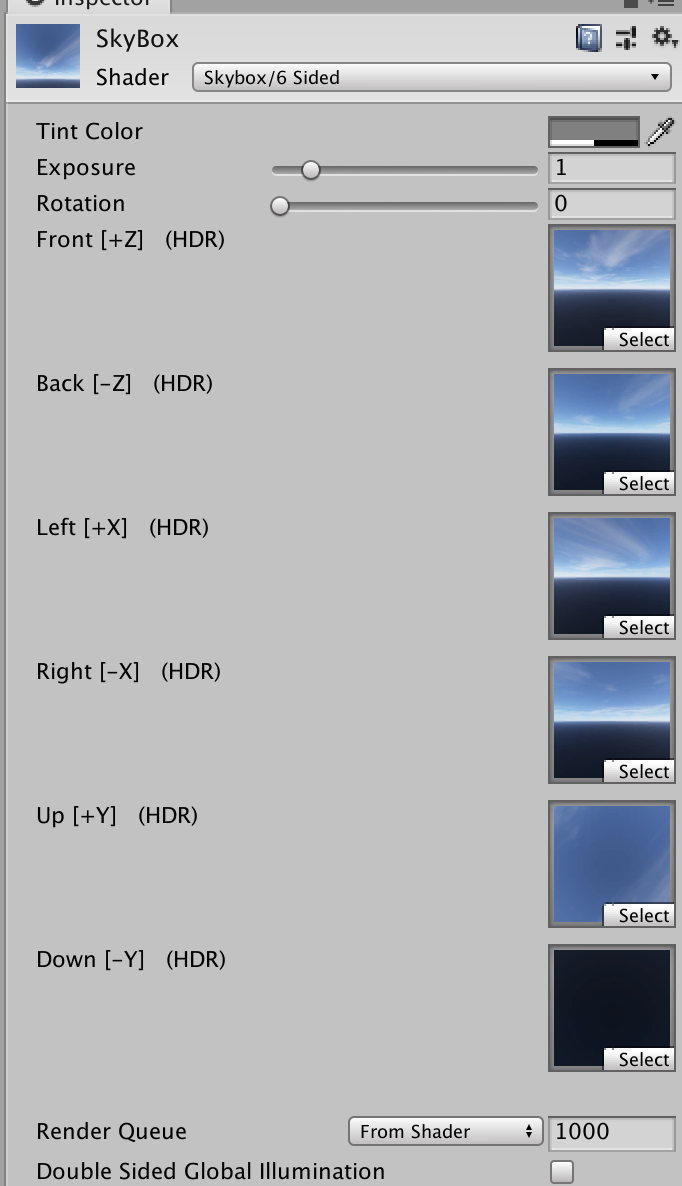 Inspector
SkyBox
Shader Skybox/6 Sided
Tint Color
Exposure 1
Rotation 0
Front [+Z] (HDR)
Select
Back [−Z] (HDR)
Select
Left [+X] (HDR)
Select
Right [−X] (HDR)
Select
Up [+Y] (HDR)
Select
Down [−Y] (HDR)
Select
Render Queue From Shader 1000
Double Sided Global Illumination